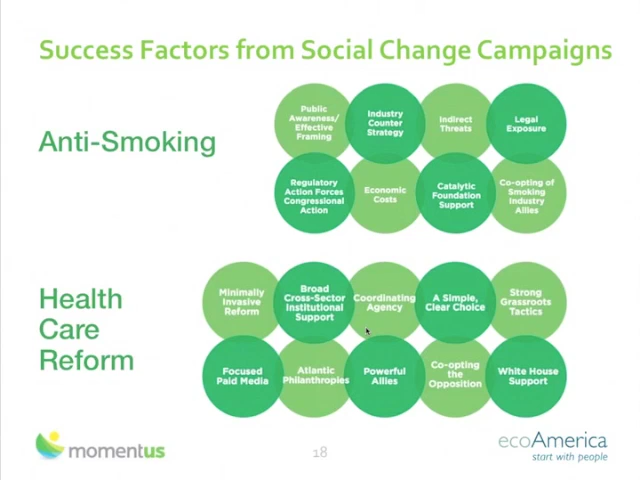 Success Factors from Social Change Campaigns
Anti-Smoking
Public
Awareness/
Effective
Framing
Industry
Counter
Strategy
Indirect
Threats
Legal
Exposure
Regulatory
Action Forces
Congressional
Action
Economic
Costs
Catalytic
Foundation
Support
Co-opting of
Smoking
Industry
Allies
Health
Care
Reform
Minimally
Invasive
Reform
Broad
Cross-Sector
Institutional
Support
Coordinating
Agency
A Simple,
Clear Choice
Strong
Grassroots
Tactics
Focused
Paid Media
Atlantic
Philanthropies
Powerful
Allies
Co-opting
the
Opposition
White House
Support
momentus
18
ecoAmerica
start with people